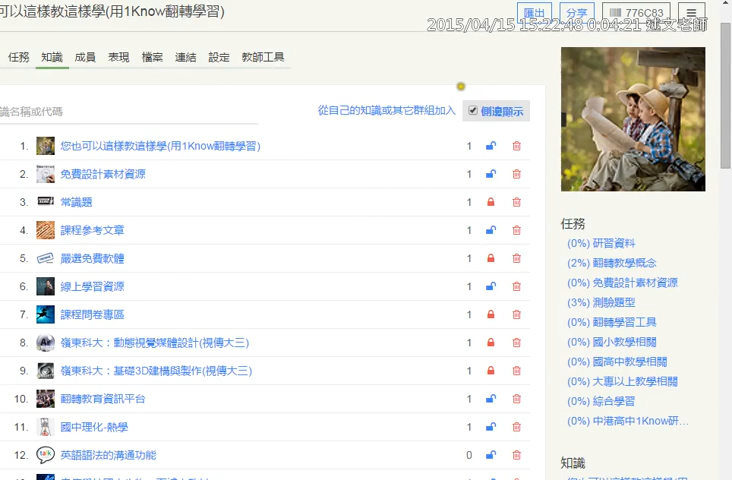 可以這樣教這樣學(用1Know翻轉學習)
匯出 分享 776C83
2015/04/15 15:22:48 0:04:21
任務 知識 成員 表現 檔案 連結 設定 教師工具
識名稱或代碼
從自己的知識或其它群組加入 側邊顯示
1. 您也可以這樣教這樣學(用1Know翻轉學習) 1
2. 免費設計素材資源 1
3. 常識題 1
4. 課程參考文章 1
5. 嚴選免費軟體 1
6. 線上學習資源 1
7. 課程問卷專區 1
8. 嶺東科大：動態視覺媒體設計(視傳大三) 1
9. 嶺東科大：基礎3D建構與製作(視傳大三) 1
10. 翻轉教育資訊平台 1
11. 國中理化-熱學 1
12. talk 英語語法的溝通功能 0
任務
(0%) 研習資料
(2%) 翻轉教學概念
(0%) 免費設計素材資源
(3%) 測驗題型
(0%) 翻轉學習工具
(0%) 國小教學相關
(0%) 國高中教學相關
(0%) 大專以上教學相關
(0%) 綜合學習
(0%) 中港高中1Know研...
知識